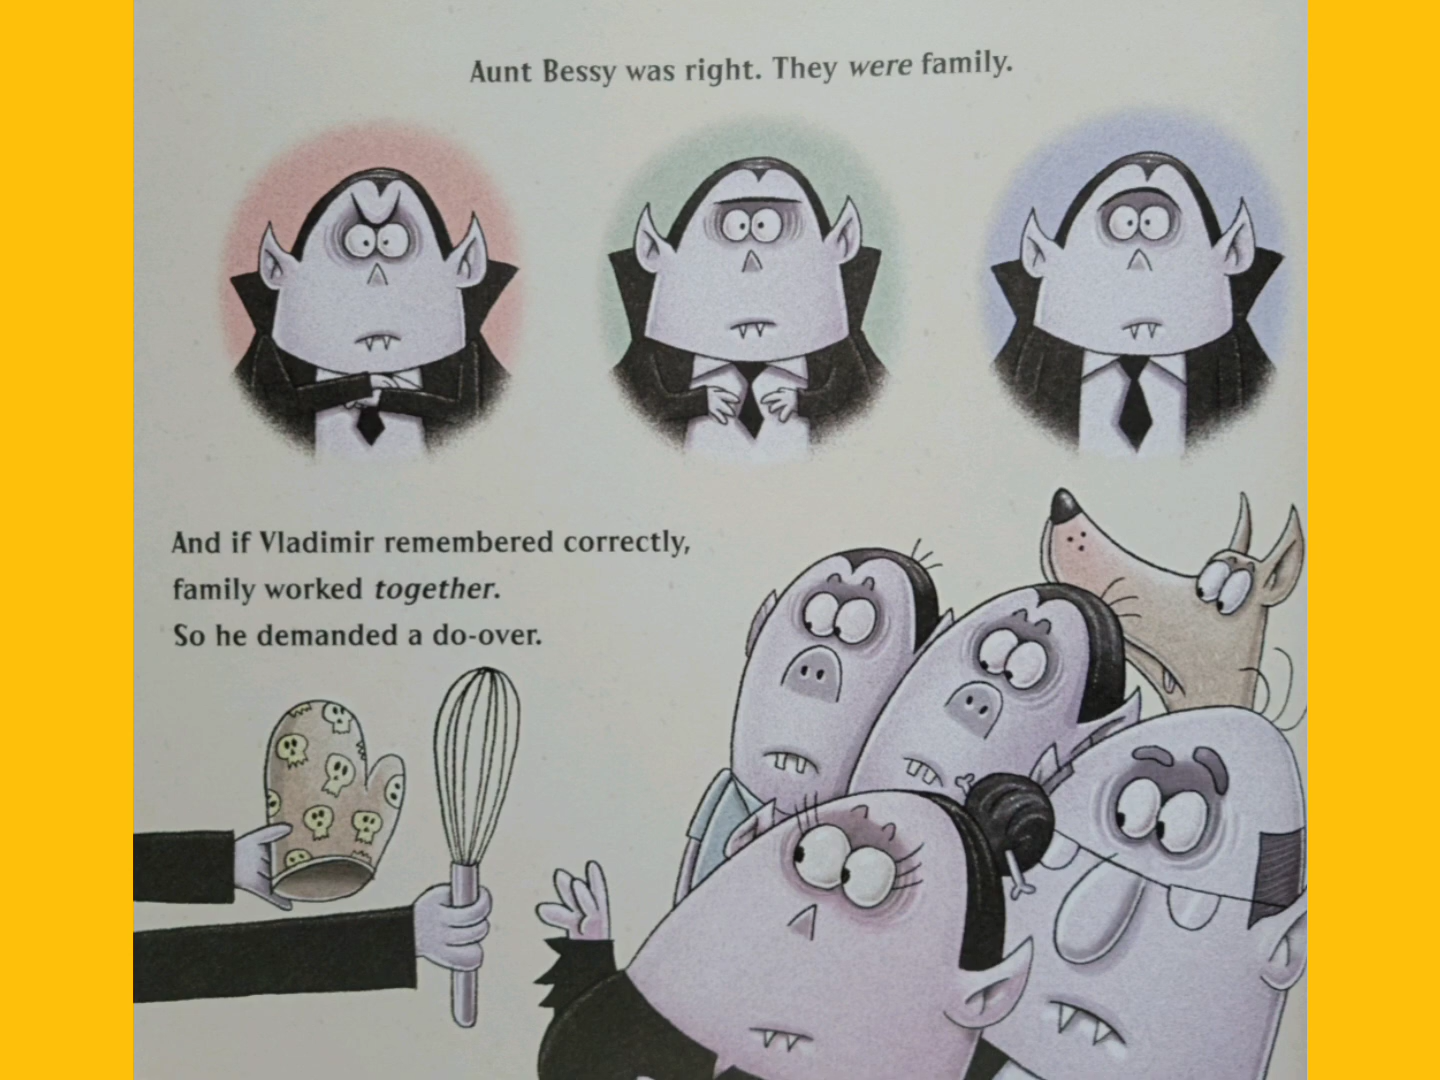 Aunt Bessy was right. They were family.
And if Vladimir remembered correctly,
family worked together.
So he demanded a do-over.